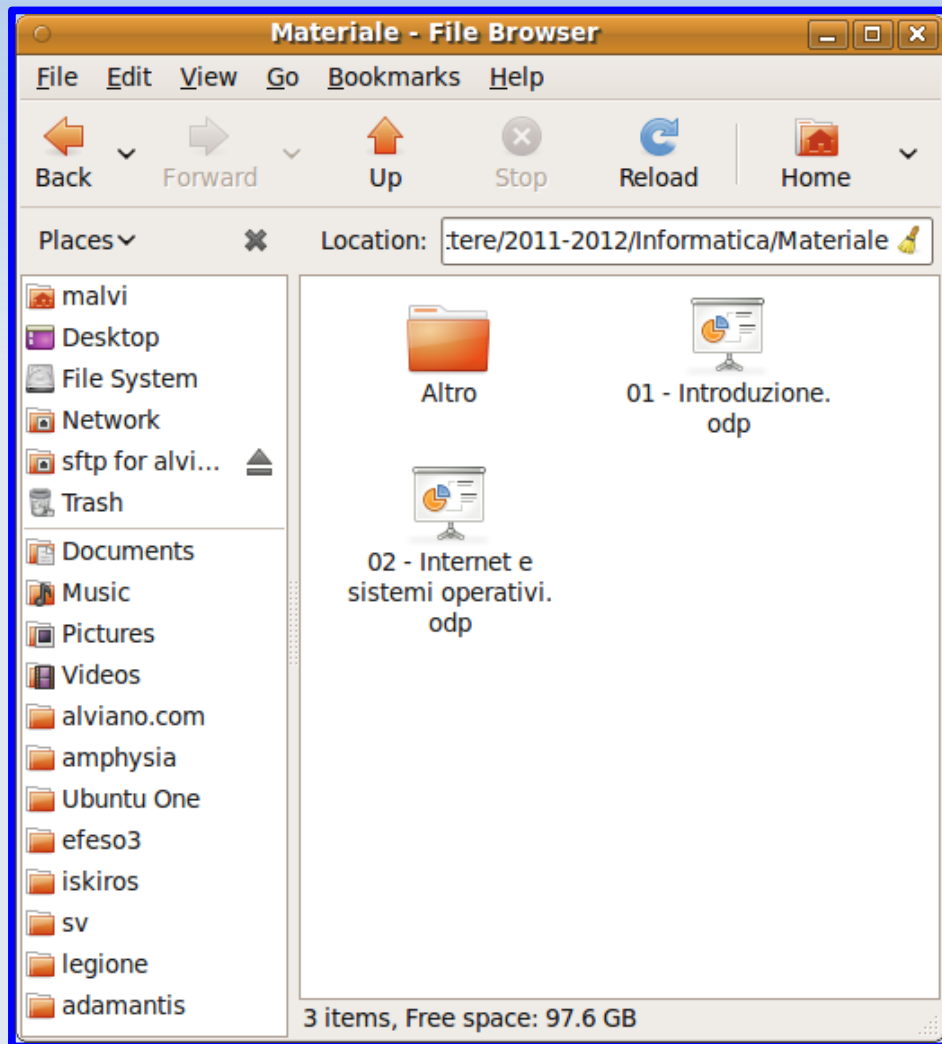 Materiale - File Browser
File Edit View Go Bookmarks Help
Back Forward Up Stop Reload Home
Places Location: :tere/2011-2012/Informatica/Materiale
malvi
Desktop
File System
Network
sftp for alvi...
Trash
Documents
Music
Pictures
Videos
alviano.com
amphysia
Ubuntu One
efeso3
iskiros
sv
legione
adamantis
Altro
01 - Introduzione.
odp
02 - Internet e
sistemi operativi.
odp
3 items, Free space: 97.6 GB